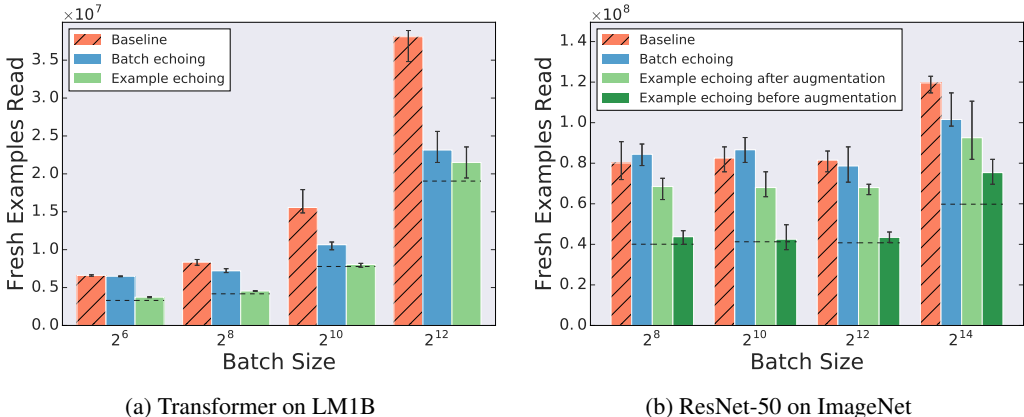 ×10⁷
Fresh Examples Read
3.5
3.0
2.5
2.0
1.5
1.0
0.5
0.0
Baseline
Batch echoing
Example echoing
2⁶ 2⁸ 2¹⁰ 2¹²
Batch Size
(a) Transformer on LM1B
×10⁸
Fresh Examples Read
1.4
1.2
1.0
0.8
0.6
0.4
0.2
0.0
Baseline
Batch echoing
Example echoing after augmentation
Example echoing before augmentation
2⁸ 2¹⁰ 2¹² 2¹⁴
Batch Size
(b) ResNet-50 on ImageNet